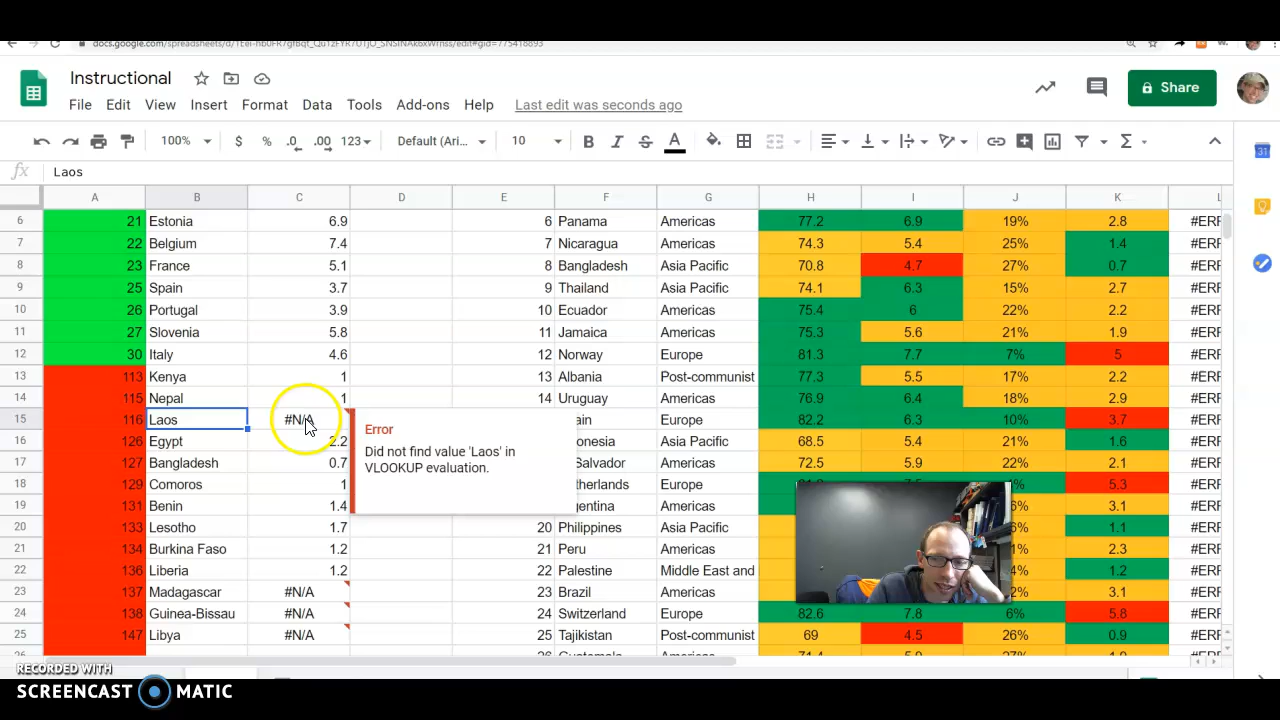 Instructional
File Edit View Insert Format Data Tools Add-ons Help Last edit was seconds ago
Share
100% $ % .0 .00 123 Default (Ari... 10 B I S A
fx Laos
A B C D E F G H I J K L
6 21 Estonia 6.9 6 Panama Americas 77.2 6.9 19% 2.8 #ERR
7 22 Belgium 7.4 7 Nicaragua Americas 74.3 5.4 25% 1.4 #ERR
8 23 France 5.1 8 Bangladesh Asia Pacific 70.8 4.7 27% 0.7 #ERR
9 25 Spain 3.7 9 Thailand Asia Pacific 74.1 6.3 15% 2.7 #ERR
10 26 Portugal 3.9 10 Ecuador Americas 75.4 6 22% 2.2 #ERR
11 27 Slovenia 5.8 11 Jamaica Americas 75.3 5.6 21% 1.9 #ERR
12 30 Italy 4.6 12 Norway Europe 81.3 7.7 7% 5 #ERR
13 113 Kenya 1 13 Albania Post-communist 77.3 5.5 17% 2.2 #ERR
14 115 Nepal 1 14 Uruguay Americas 76.9 6.4 18% 2.9 #ERR
15 116 Laos #N/A ain Europe 82.2 6.3 10% 3.7 #ERR
Error
Did not find value 'Laos' in
VLOOKUP evaluation.
16 126 Egypt 2.2 onesia Asia Pacific 68.5 5.4 21% 1.6 #ERR
17 127 Bangladesh 0.7 Salvador Americas 72.5 5.9 22% 2.1 #ERR
18 129 Comoros 1 therlands Europe 5.3 #ERR
19 131 Benin 1.4 gentina Americas 3.1 #ERR
20 133 Lesotho 1.7 20 Philippines Asia Pacific 1.1 #ERR
21 134 Burkina Faso 1.2 21 Peru Americas 2.3 #ERR
22 136 Liberia 1.2 22 Palestine Middle East and 1.2 #ERR
23 137 Madagascar #N/A 23 Brazil Americas 3.1 #ERR
24 138 Guinea-Bissau #N/A 24 Switzerland Europe 82.6 7.8 6% 5.8 #ERR
25 147 Libya #N/A 25 Tajikistan Post-communist 69 4.5 26% 0.9 #ERR
RECORDED WITH
SCREENCAST MATIC